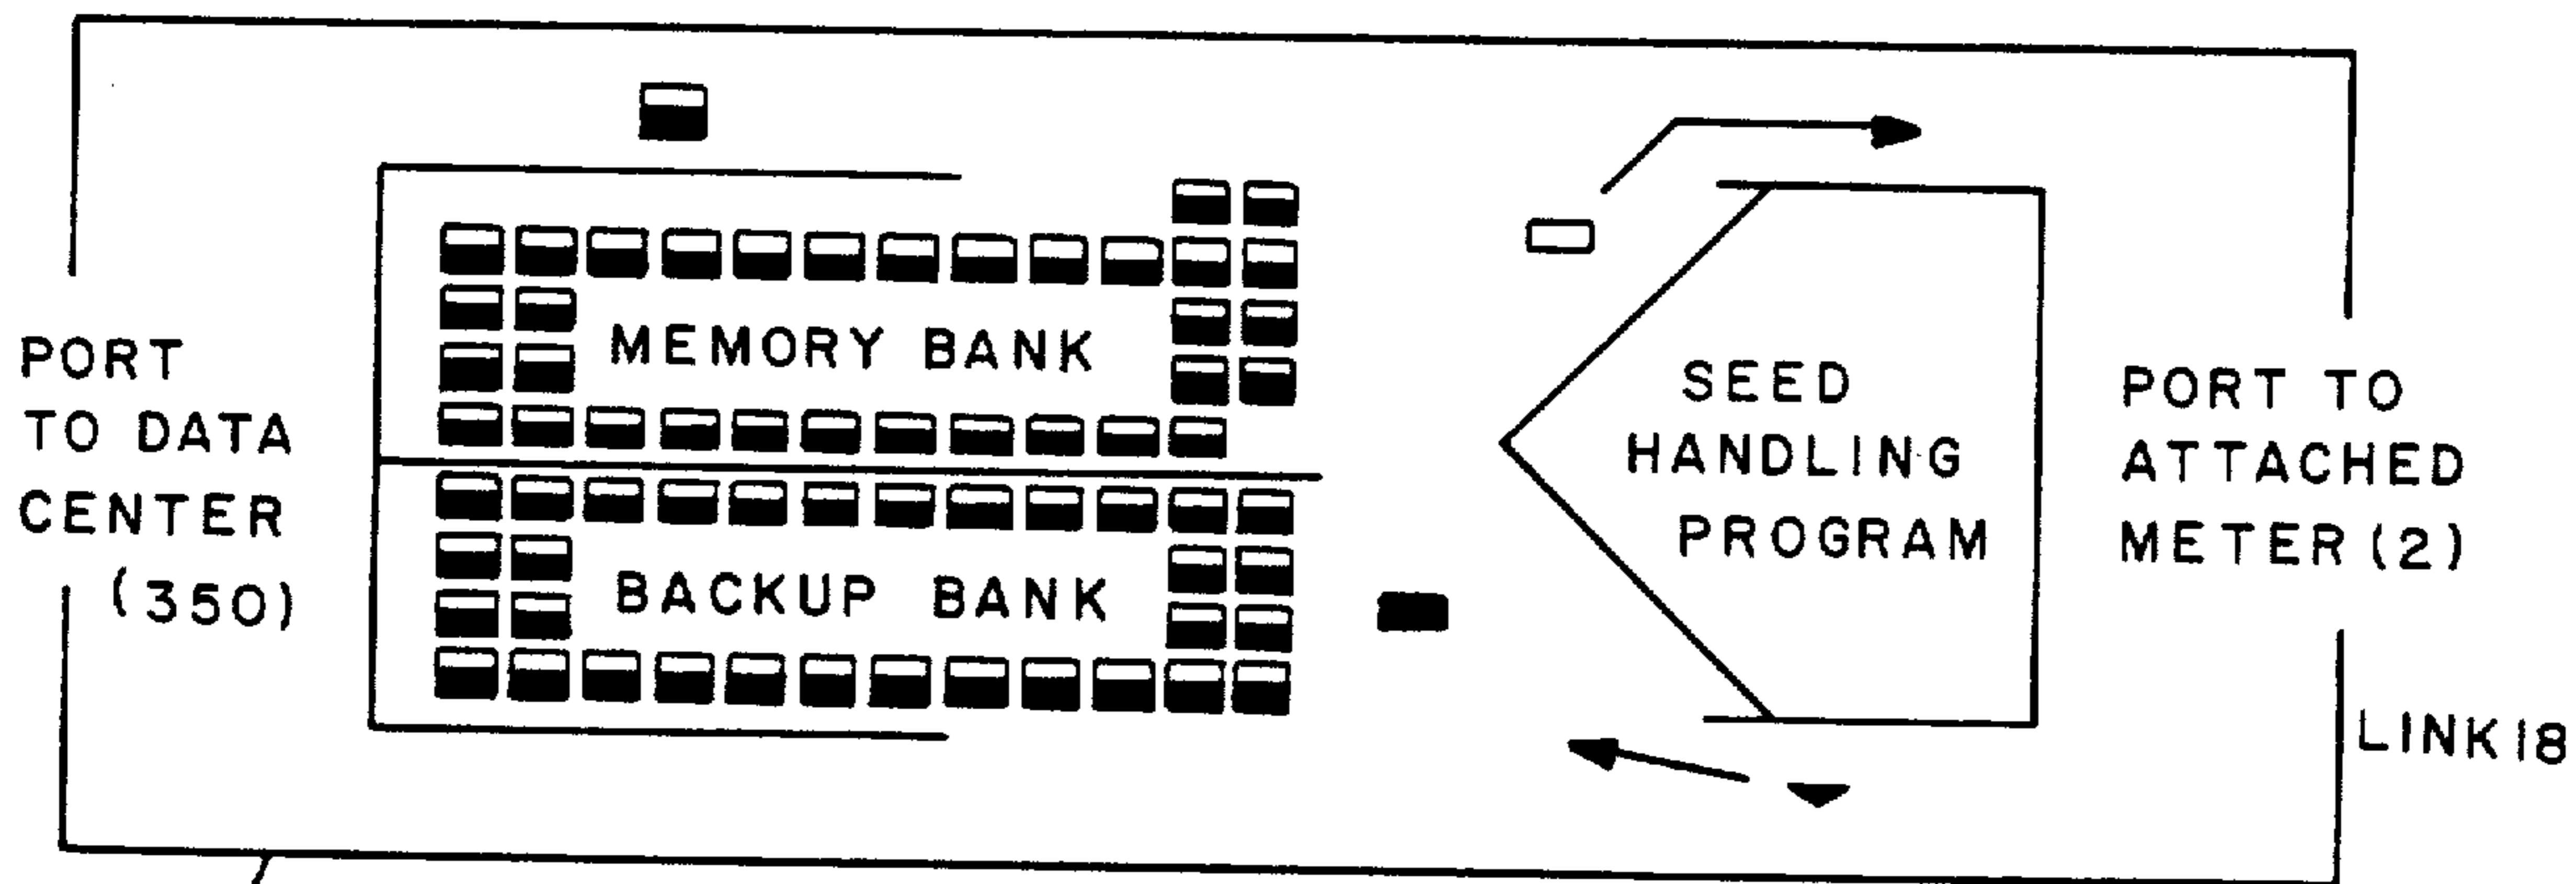 PORT
TO DATA
CENTER
(350)
MEMORY BANK
BACKUP BANK
SEED
HANDLING
PROGRAM
PORT TO
ATTACHED
METER (2)
LINK 18